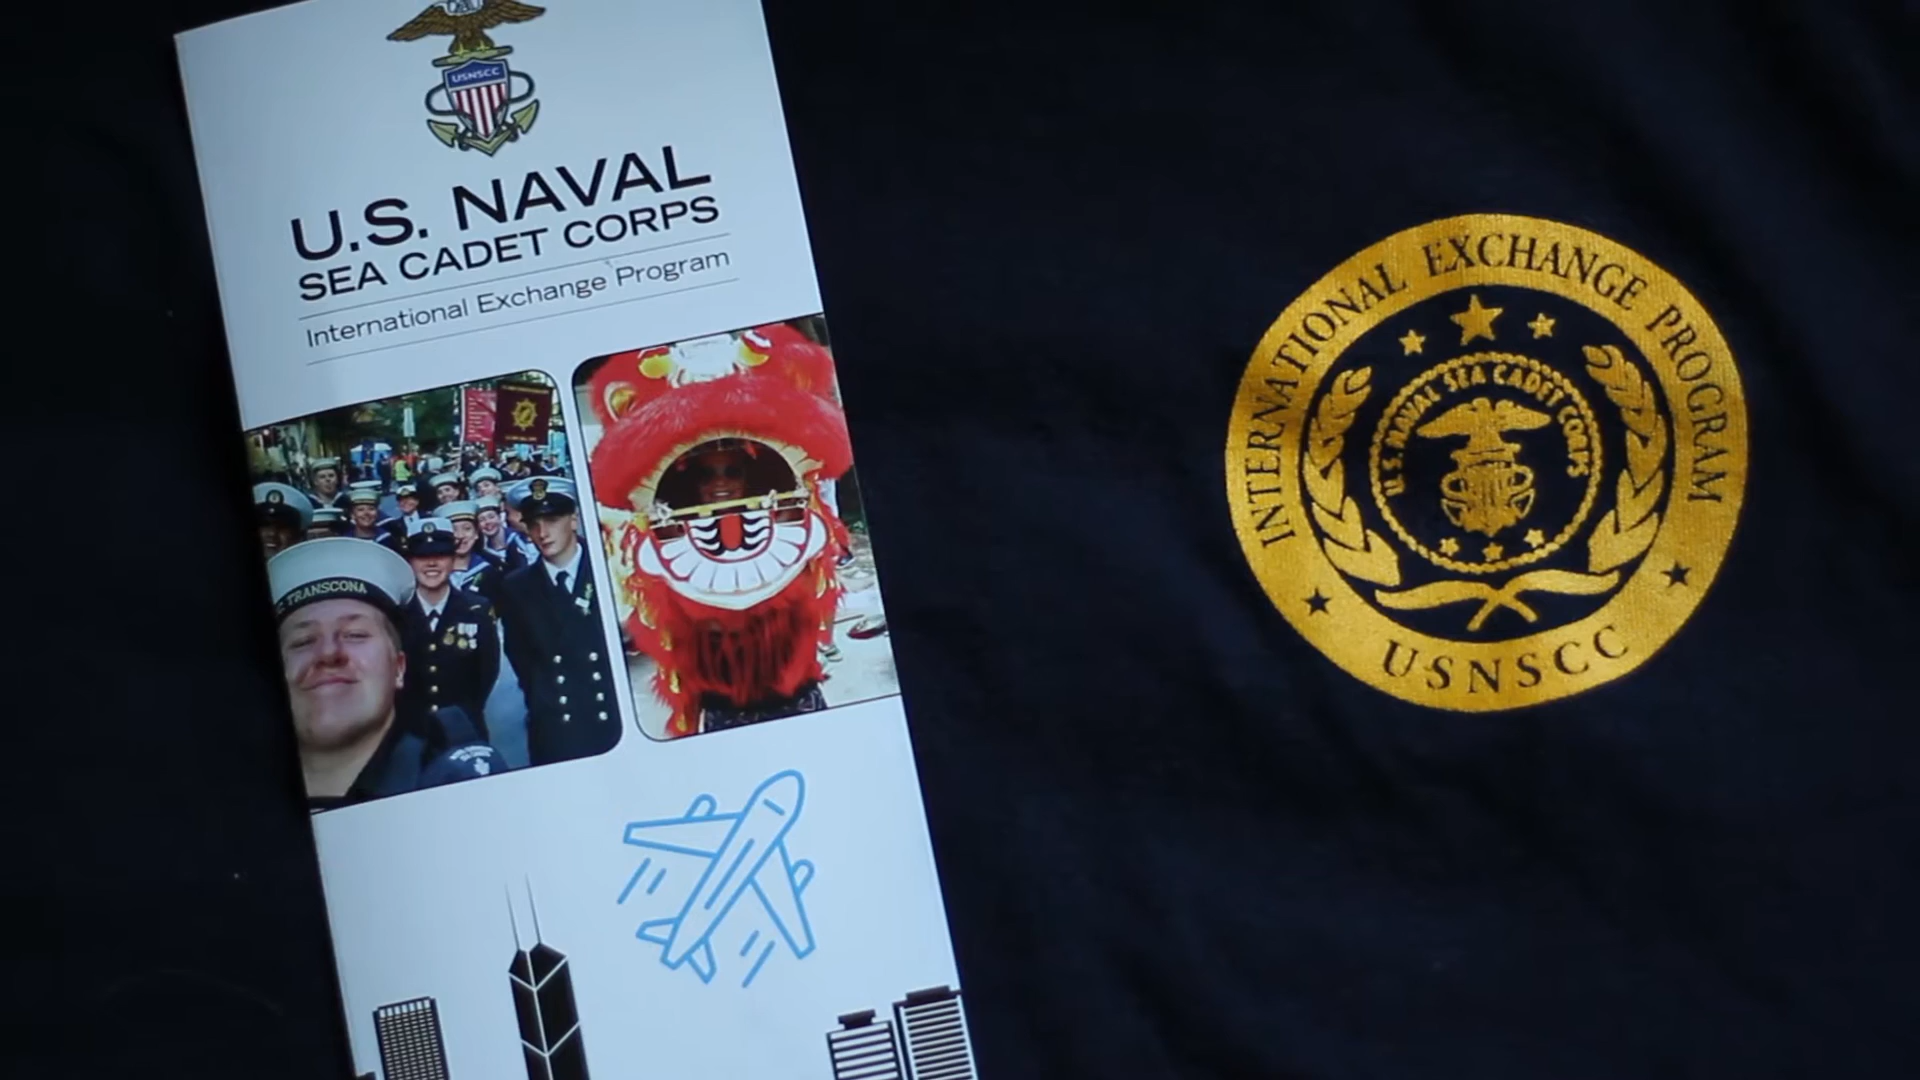 USNSCC
U.S. NAVAL
SEA CADET CORPS
International Exchange Program
TRANSCONA
INTERNATIONAL EXCHANGE PROGRAM
U.S. NAVAL SEA CADET CORPS
USNSCC